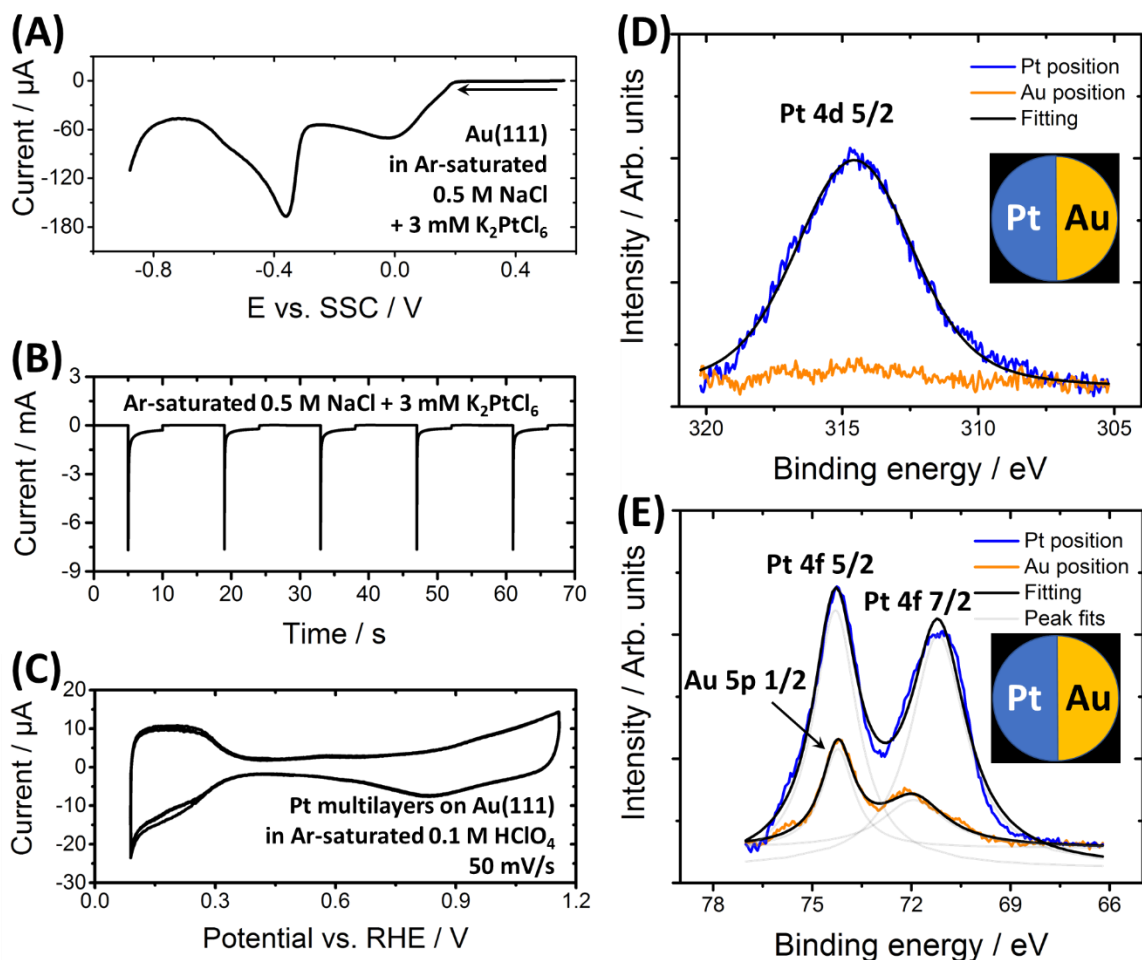 (A)
Current / µA
0
-60
-120
-180
Au(111)
in Ar-saturated
0.5 M NaCl
+ 3 mM K₂PtCl₆
-0.8
-0.4
0.0
0.4
E vs. SSC / V
(B)
Current / mA
3
0
-3
-6
-9
Ar-saturated 0.5 M NaCl + 3 mM K₂PtCl₆
0
10
20
30
40
50
60
70
Time / s
(C)
Current / µA
20
10
0
-10
-20
-30
Pt multilayers on Au(111)
in Ar-saturated 0.1 M HClO₄
50 mV/s
0.0
0.3
0.6
0.9
1.2
Potential vs. RHE / V
(D)
Intensity / Arb. units
Pt position
Au position
Fitting
Pt 4d 5/2
Pt
Au
320
315
310
305
Binding energy / eV
(E)
Intensity / Arb. units
Pt position
Au position
Fitting
Peak fits
Pt 4f 5/2
Pt 4f 7/2
Au 5p 1/2
Pt
Au
78
75
72
69
66
Binding energy / eV